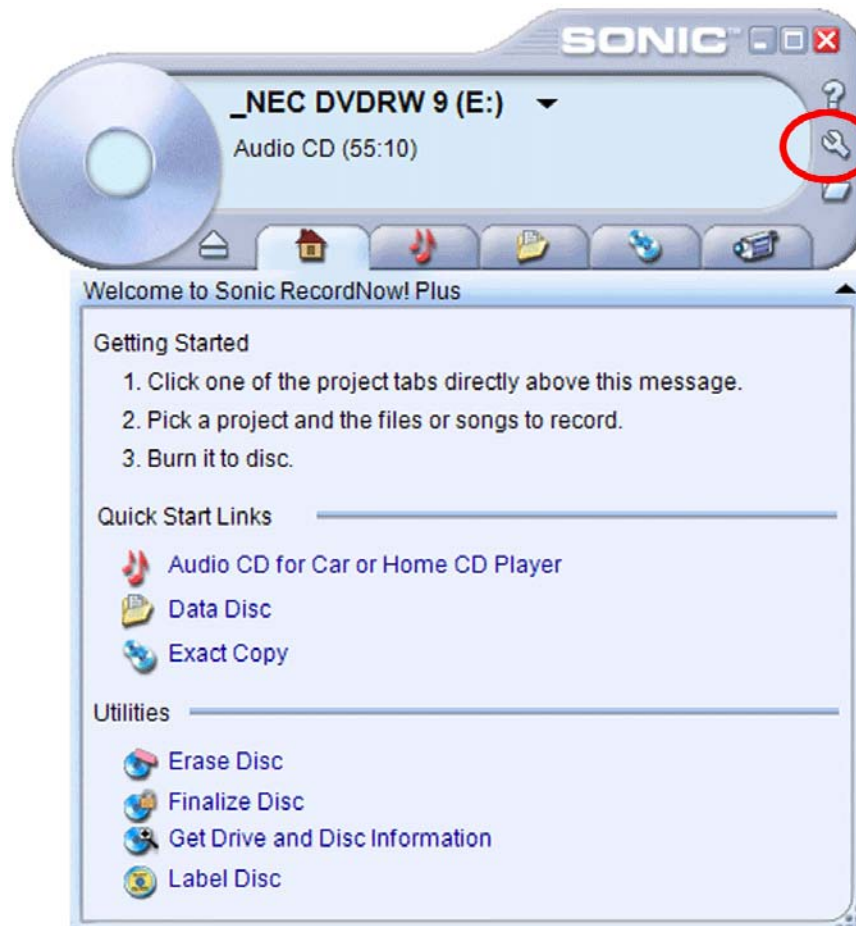 SONIC™
_NEC DVDRW 9 (E:)
Audio CD (55:10)
Welcome to Sonic RecordNow! Plus
Getting Started
1. Click one of the project tabs directly above this message.
2. Pick a project and the files or songs to record.
3. Burn it to disc.
Quick Start Links
Audio CD for Car or Home CD Player
Data Disc
Exact Copy
Utilities
Erase Disc
Finalize Disc
Get Drive and Disc Information
Label Disc